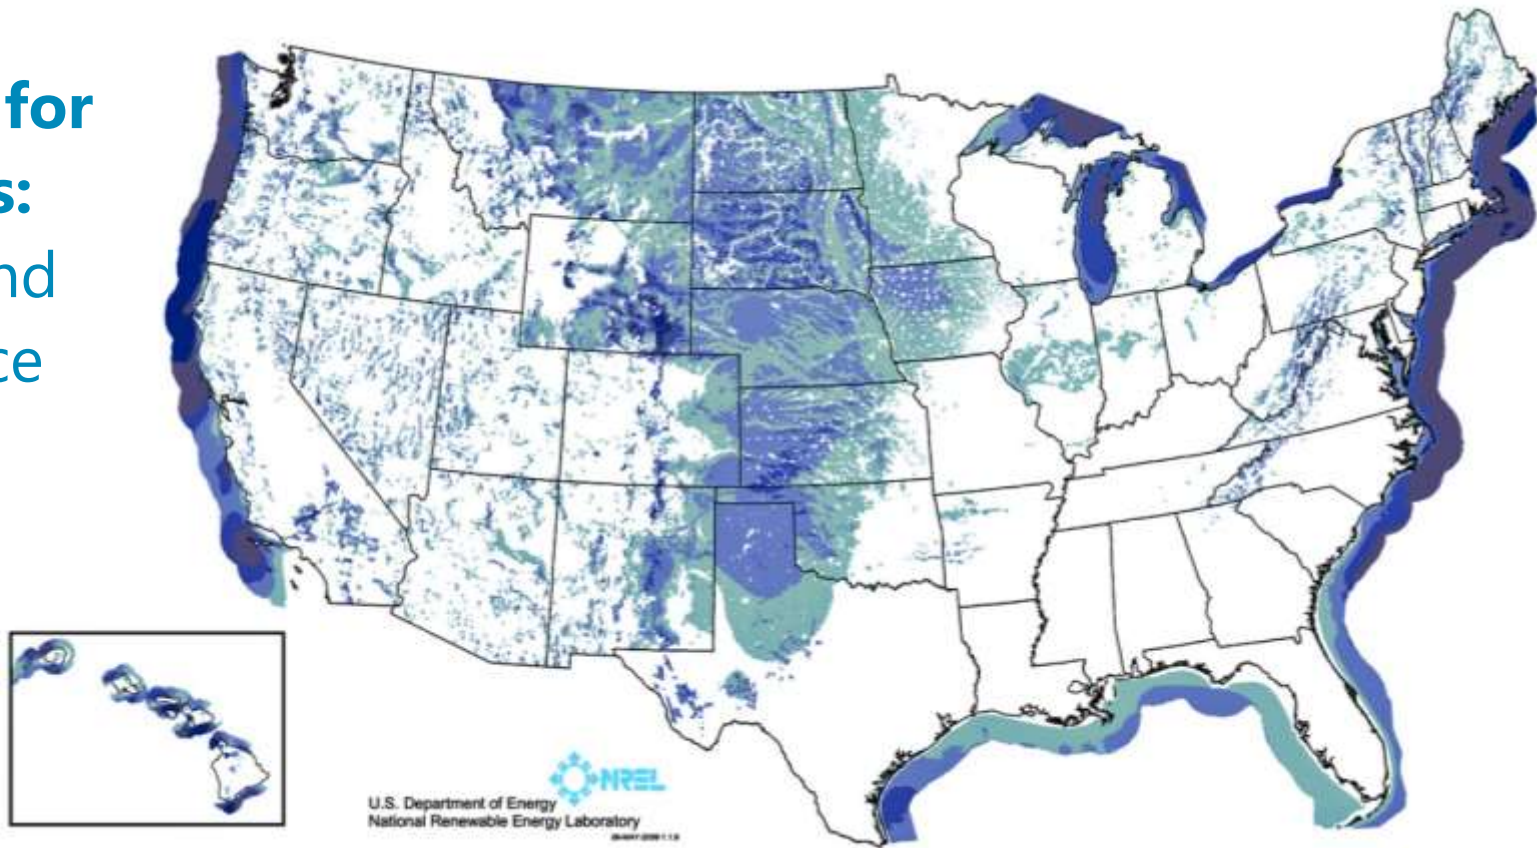 for
s:
nd
ce
NREL
U.S. Department of Energy
National Renewable Energy Laboratory